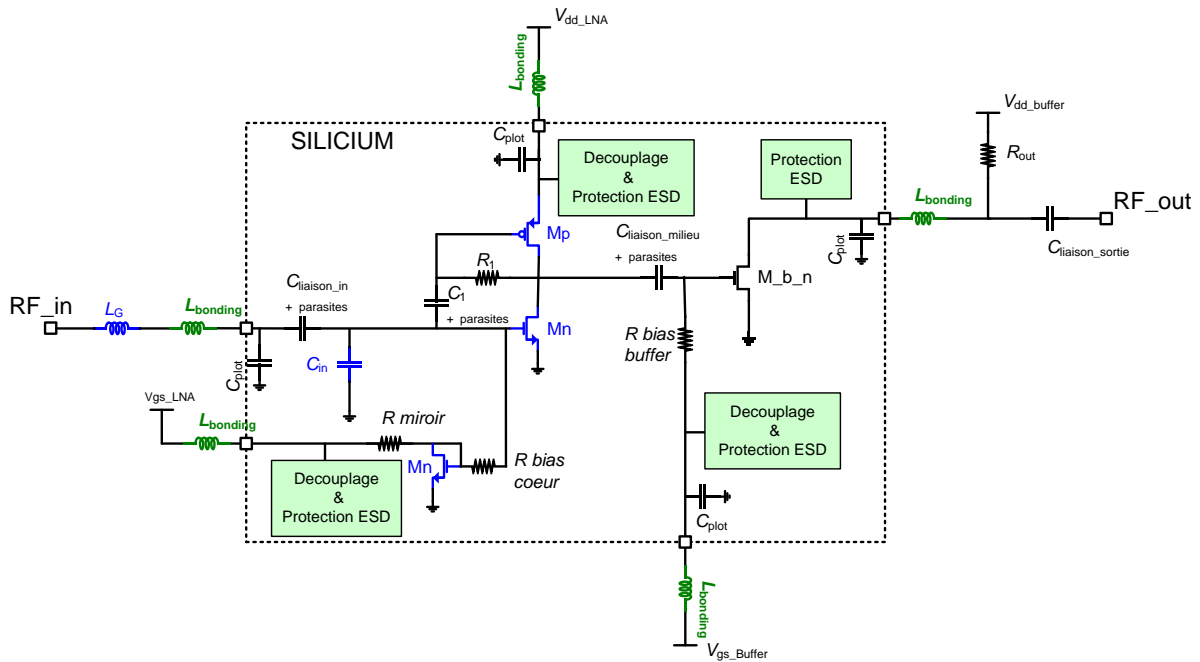 Vdd_LNA
Lbonding
SILICIUM
Cplot
Decouplage
&
Protection ESD
Protection
ESD
Vdd_buffer
Rout
Lbonding
RF_out
Cliaison_sortie
Cplot
Mp
Cliaison_milieu
+ parasites
M_b_n
R1
C1
+ parasites
Cliaison_in
+ parasites
RF_in
LG
Lbonding
Mn
Cplot
Cin
R bias
buffer
Vgs_LNA
Lbonding
R miroir
Mn
R bias
coeur
Decouplage
&
Protection ESD
Decouplage
&
Protection ESD
Cplot
Lbonding
Vgs_Buffer